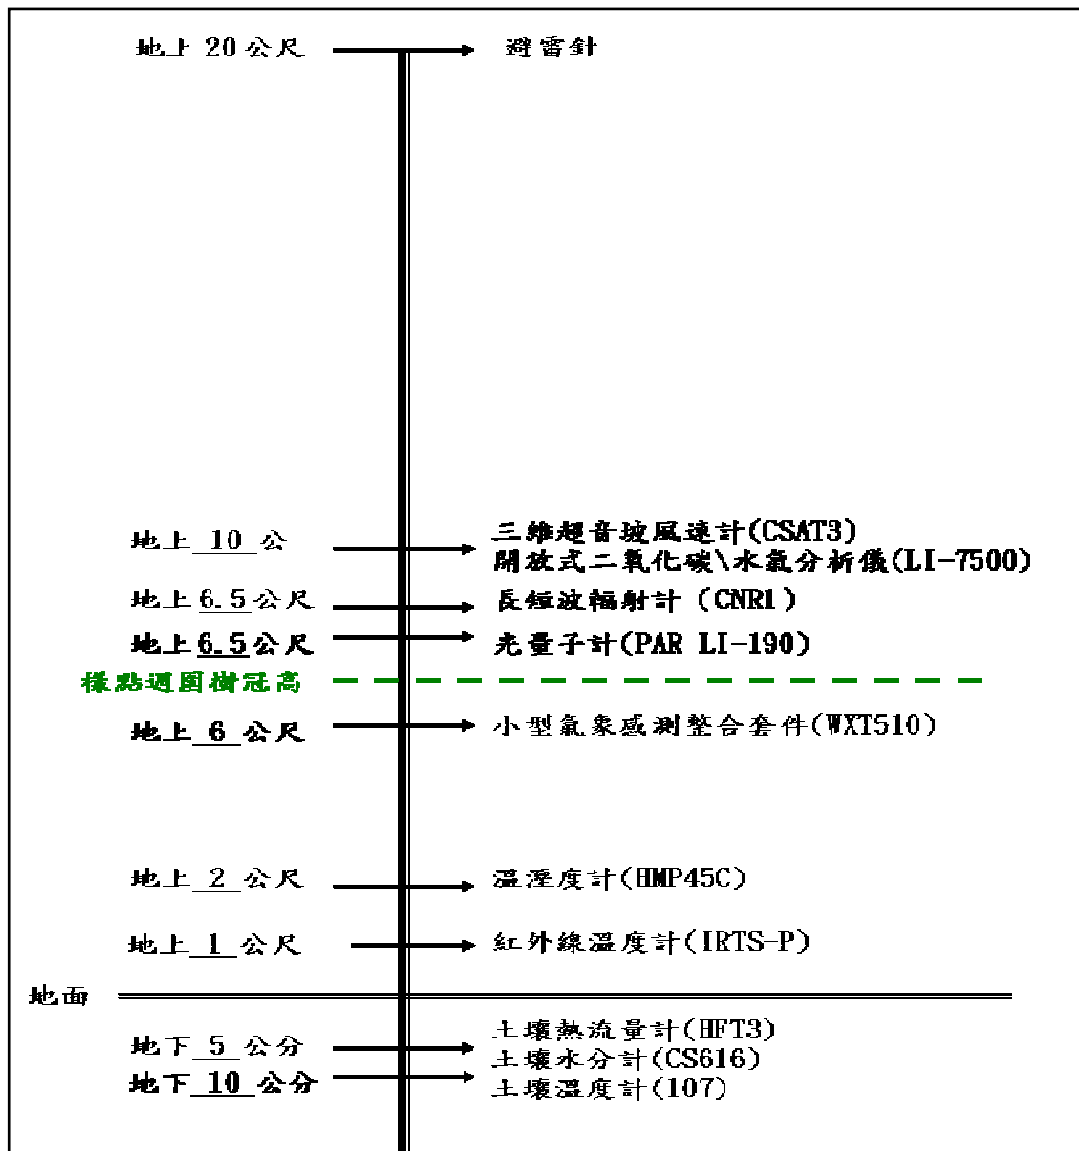 地上 20 公尺 避雷針
地上 10 公 三維超音玻風速計(CSAT3)
開放式二氧化碳\水氣分析儀(LI-7500)
地上 6.5 公尺 長短波輻射計 (CNR1)
地上 6.5 公尺 光量子計(PAR LI-190)
樣點週圍樹冠高
地上 6 公尺 小型氣象感測整合套件(WXT510)
地上 2 公尺 溫溼度計(HMP45C)
地上 1 公尺 紅外線溫度計(IRTS-P)
地面
土壤熱流量計(HFT3)
地下 5 公分 土壤水分計(CS616)
地下 10 公分 土壤溫度計(107)